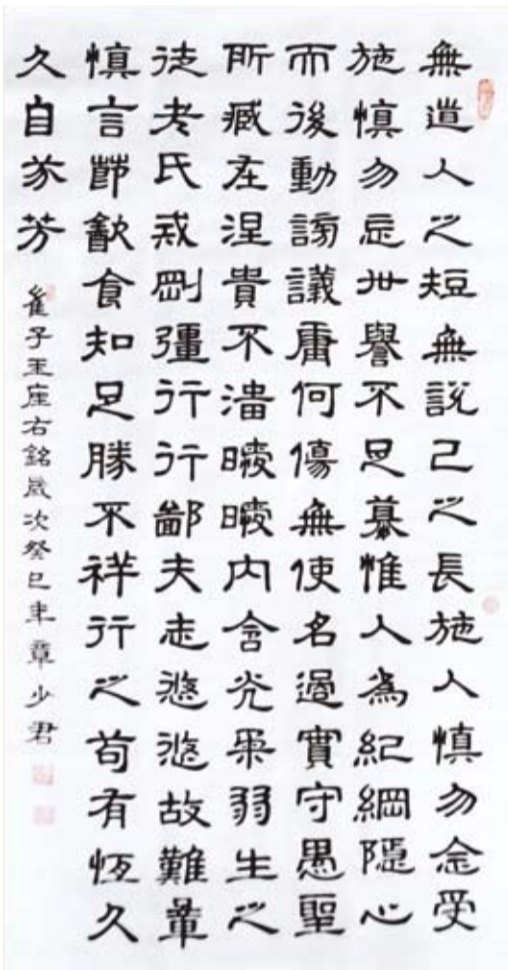 無道人之短無説己之長施人慎勿念受
施慎勿忘世譽不足慕惟人為紀綱隱心
而後動謗議庸何傷無使名過實守愚聖
所臧在涅貴不淄曖曖内含光柔弱生之
徒老氏戒剛彊行行鄙夫志悠悠故難量
慎言節飲食知足勝不祥行之苟有恆久
久自芬芳
崔子玉座右銘歲次癸巳年章少君